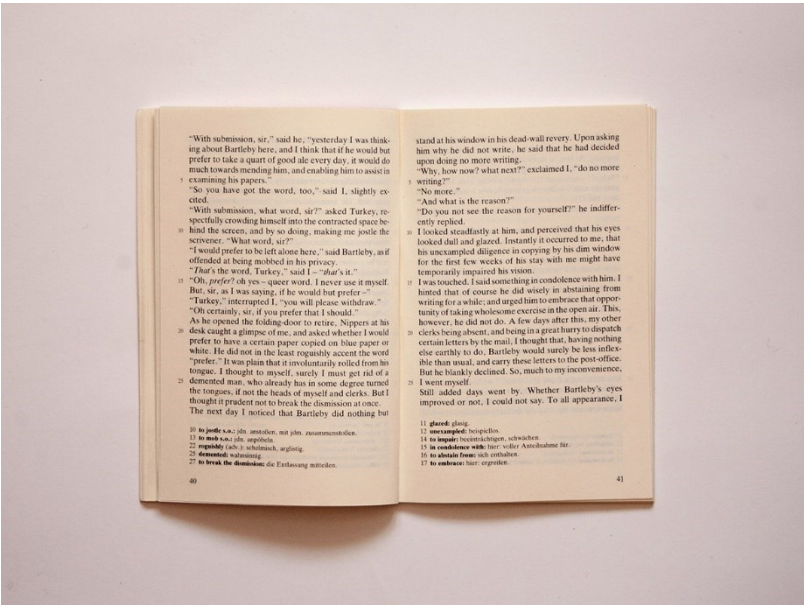 “With submission, sir,” said he, “yesterday I was think-
ing about Bartleby here, and I think that if he would but
prefer to take a quart of good ale every day, it would do
much towards mending him, and enabling him to assist in
5 examining his papers.”
“So you have got the word, too,” said I, slightly ex-
cited.
“With submission, what word, sir?” asked Turkey, re-
spectfully crowding himself into the contracted space be-
10 hind the screen, and by so doing, making me jostle the
scrivener. “What word, sir?”
“I would prefer to be left alone here,” said Bartleby, as if
offended at being mobbed in his privacy.
“That’s the word, Turkey,” said I – “that’s it.”
15 “Oh, prefer? oh yes – queer word. I never use it myself.
But, sir, as I was saying, if he would but prefer –”
“Turkey,” interrupted I, “you will please withdraw.”
“Oh certainly, sir, if you prefer that I should.”
As he opened the folding-door to retire, Nippers at his
20 desk caught a glimpse of me, and asked whether I would
prefer to have a certain paper copied on blue paper or
white. He did not in the least roguishly accent the word
“prefer.” It was plain that it involuntarily rolled from his
tongue. I thought to myself, surely I must get rid of a
25 demented man, who already has in some degree turned
the tongues, if not the heads of myself and clerks. But I
thought it prudent not to break the dismission at once.
The next day I noticed that Bartleby did nothing but
10 to jostle s.o.: jdn. anstoßen, mit jdm. zusammenstoßen.
13 to mob s.o.: jdn. anpöbeln.
22 roguishly (adv.): schelmisch, arglistig.
25 demented: wahnsinnig.
27 to break the dismission: die Entlassung mitteilen.
40
stand at his window in his dead-wall revery. Upon asking
him why he did not write, he said that he had decided
upon doing no more writing.
“Why, how now? what next?” exclaimed I, “do no more
5 writing?”
“No more.”
“And what is the reason?”
“Do you not see the reason for yourself?” he indiffer-
ently replied.
10 I looked steadfastly at him, and perceived that his eyes
looked dull and glazed. Instantly it occurred to me, that
his unexampled diligence in copying by his dim window
for the first few weeks of his stay with me might have
temporarily impaired his vision.
15 I was touched. I said something in condolence with him. I
hinted that of course he did wisely in abstaining from
writing for a while; and urged him to embrace that oppor-
tunity of taking wholesome exercise in the open air. This,
however, he did not do. A few days after this, my other
20 clerks being absent, and being in a great hurry to dispatch
certain letters by the mail, I thought that, having nothing
else earthly to do, Bartleby would surely be less inflex-
ible than usual, and carry these letters to the post-office.
But he blankly declined. So, much to my inconvenience,
25 I went myself.
Still added days went by. Whether Bartleby’s eyes
improved or not, I could not say. To all appearance, I
11 glazed: glasig.
12 unexampled: beispiellos.
14 to impair: beeinträchtigen, schwächen.
15 in condolence with: hier: voller Anteilnahme für.
16 to abstain from: sich enthalten.
17 to embrace: hier: ergreifen.
41